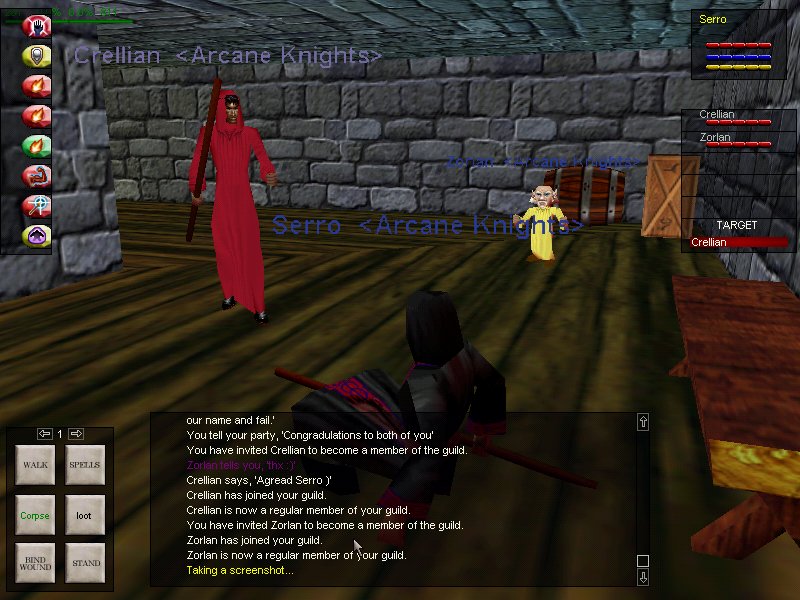 Crellian <Arcane Knights>
Zorlan <Arcane Knights>
Serro <Arcane Knights>
Serro
Crellian
Zorlan
TARGET
Crellian
1
WALK
SPELLS
Corpse
loot
BIND
WOUND
STAND
our name and fail.'
You tell your party, 'Congradulations to both of you'
You have invited Crellian to become a member of the guild.
Zorlan tells you, 'thx :)'
Crellian says, 'Agread Serro )'
Crellian has joined your guild.
Crellian is now a regular member of your guild.
You have invited Zorlan to become a member of the guild.
Zorlan has joined your guild.
Zorlan is now a regular member of your guild.
Taking a screenshot...